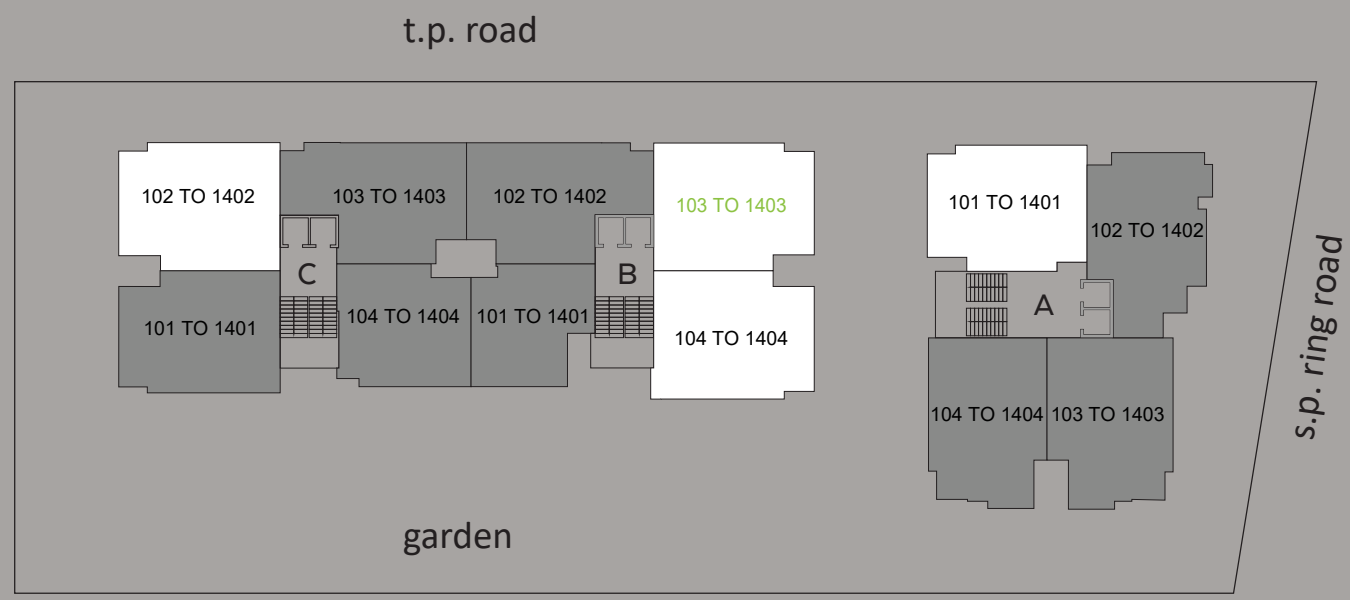 t.p. road
102 TO 1402
103 TO 1403
102 TO 1402
103 TO 1403
101 TO 1401
102 TO 1402
C
B
A
101 TO 1401
104 TO 1404
101 TO 1401
104 TO 1404
s.p. ring road
104 TO 1404
103 TO 1403
garden